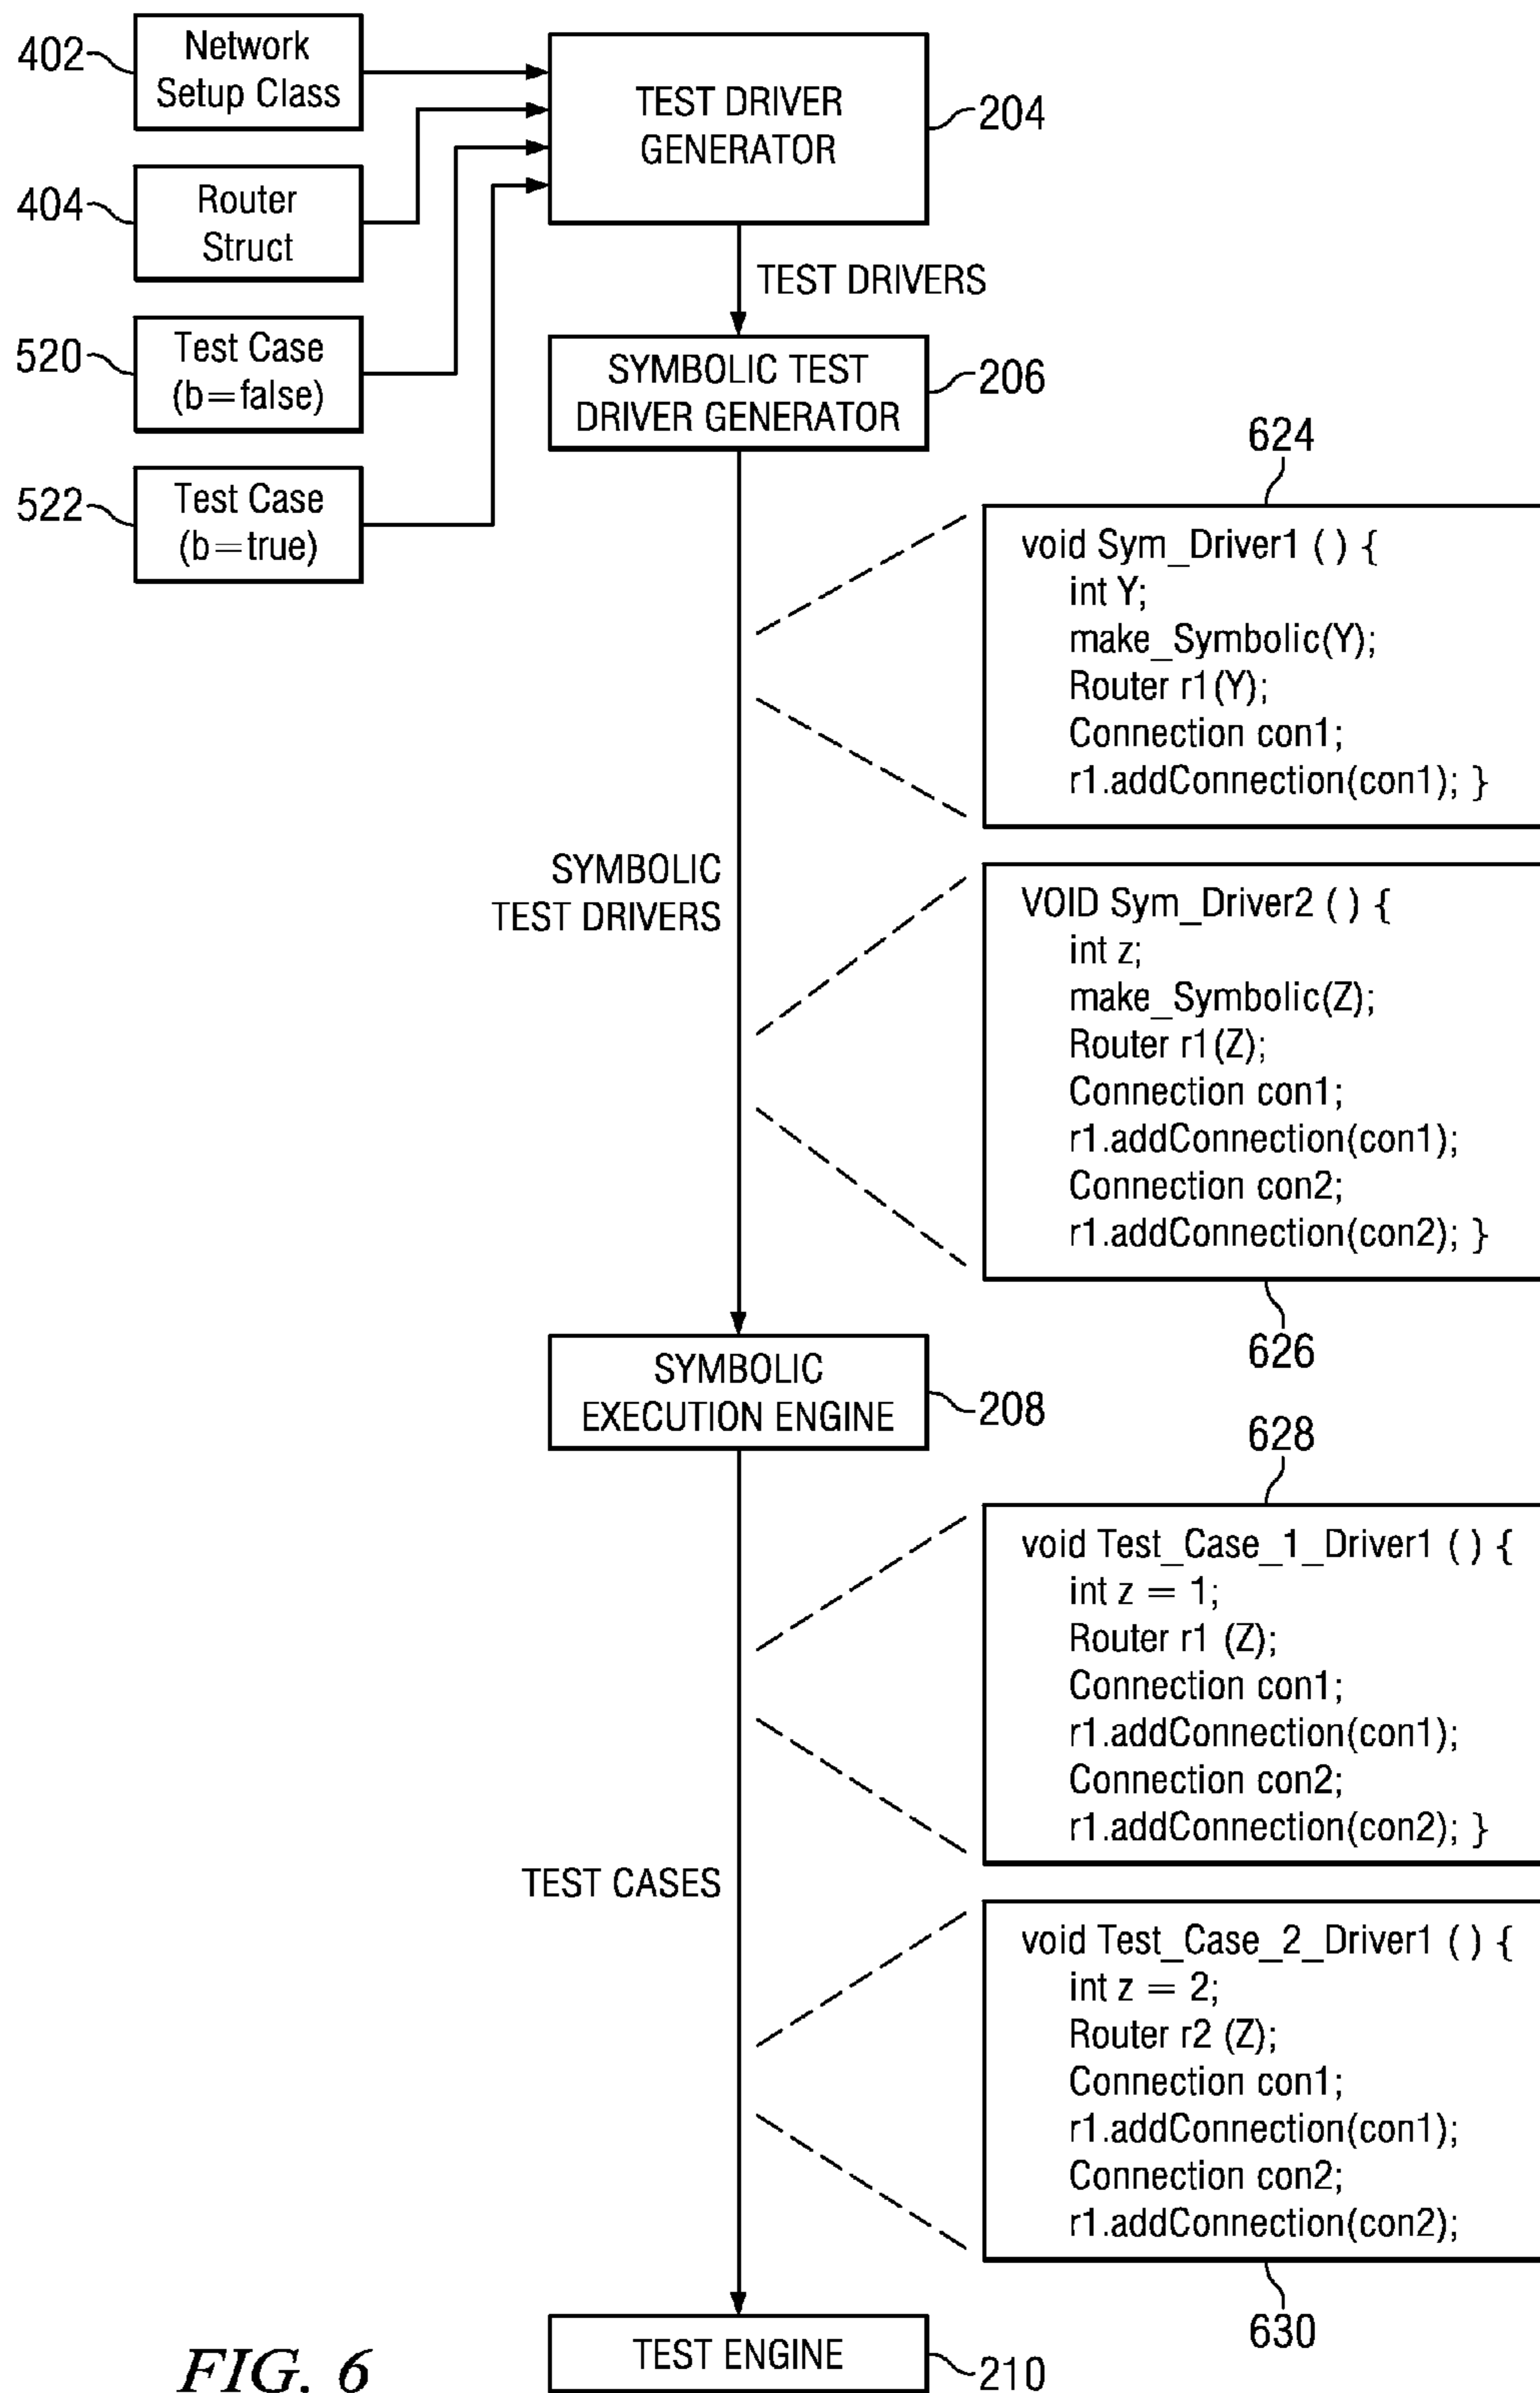 402
Network
Setup Class
404
Router
Struct
520
Test Case
(b=false)
522
Test Case
(b=true)
TEST DRIVER
GENERATOR
204
TEST DRIVERS
SYMBOLIC TEST
DRIVER GENERATOR
206
624
void Sym_Driver1 ( ) {
int Y;
make_Symbolic(Y);
Router r1(Y);
Connection con1;
r1.addConnection(con1); }
SYMBOLIC
TEST DRIVERS
VOID Sym_Driver2 ( ) {
int z;
make_Symbolic(Z);
Router r1(Z);
Connection con1;
r1.addConnection(con1);
Connection con2;
r1.addConnection(con2); }
626
SYMBOLIC
EXECUTION ENGINE
208
628
void Test_Case_1_Driver1 ( ) {
int z = 1;
Router r1 (Z);
Connection con1;
r1.addConnection(con1);
Connection con2;
r1.addConnection(con2); }
TEST CASES
void Test_Case_2_Driver1 ( ) {
int z = 2;
Router r2 (Z);
Connection con1;
r1.addConnection(con1);
Connection con2;
r1.addConnection(con2);
630
TEST ENGINE
210
FIG. 6